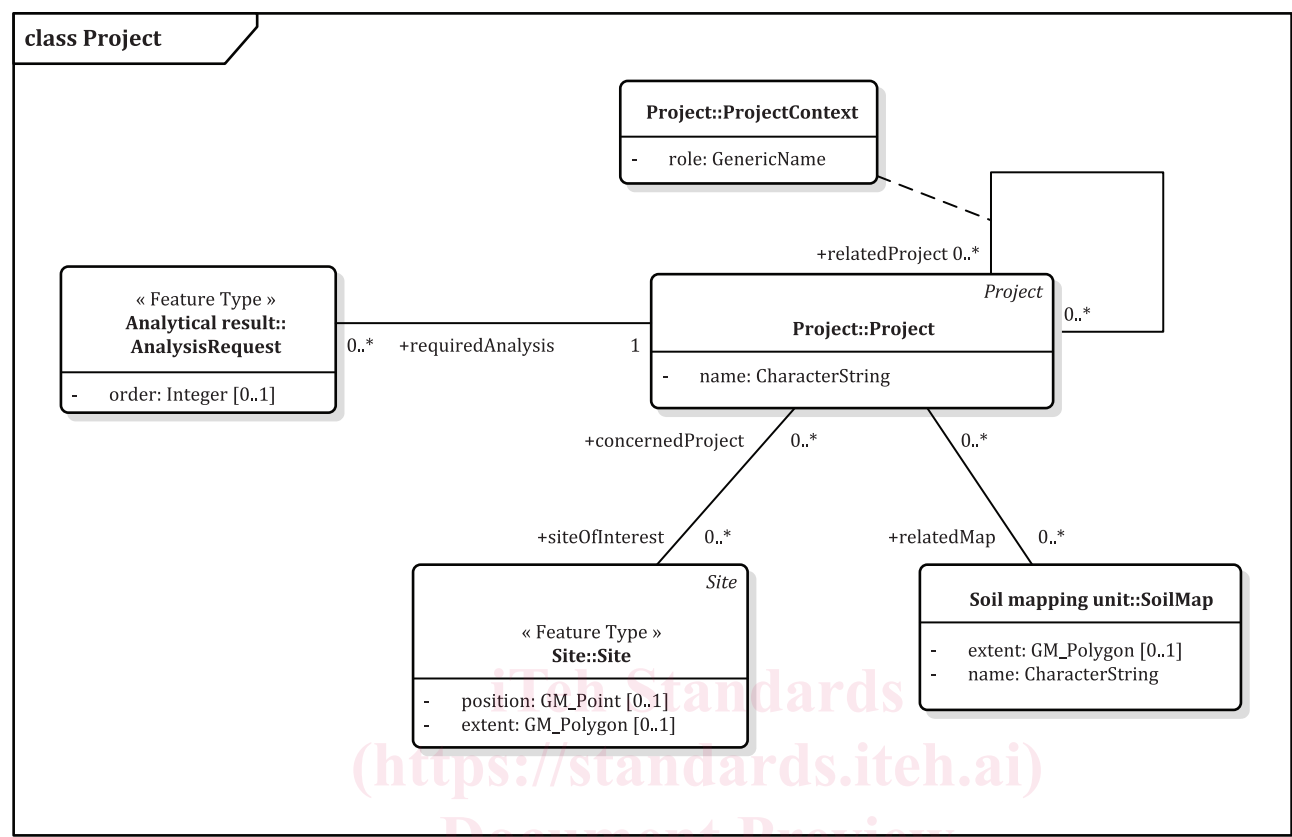 class Project
Project::ProjectContext
- role: GenericName
+relatedProject 0..*
« Feature Type »
Analytical result::
AnalysisRequest
- order: Integer [0..1]
0..* +requiredAnalysis 1
Project
Project::Project
- name: CharacterString
0..*
+concernedProject 0..*
0..*
+siteOfInterest 0..*
+relatedMap 0..*
Site
« Feature Type »
Site::Site
- position: GM_Point [0..1]
- extent: GM_Polygon [0..1]
Soil mapping unit::SoilMap
- extent: GM_Polygon [0..1]
- name: CharacterString
iTeh Standards
(https://standards.iteh.ai)
Document Preview